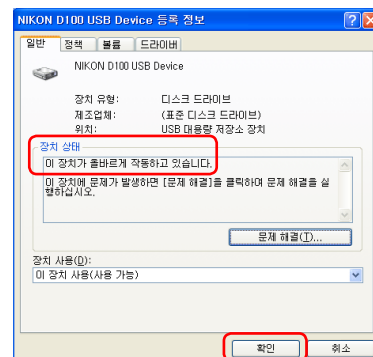 NIKON D100 USB Device 등록 정보
일반 정책 볼륨 드라이버
NIKON D100 USB Device
장치 유형: 디스크 드라이브
제조업체: (표준 디스크 드라이브)
위치: USB 대용량 저장소 장치
장치 상태
이 장치가 올바르게 작동하고 있습니다.
이 장치에 문제가 발생하면 [문제 해결]을 클릭하여 문제 해결을 실
행하십시오.
문제 해결(T)...
장치 사용(D):
이 장치 사용(사용 가능)
확인 취소